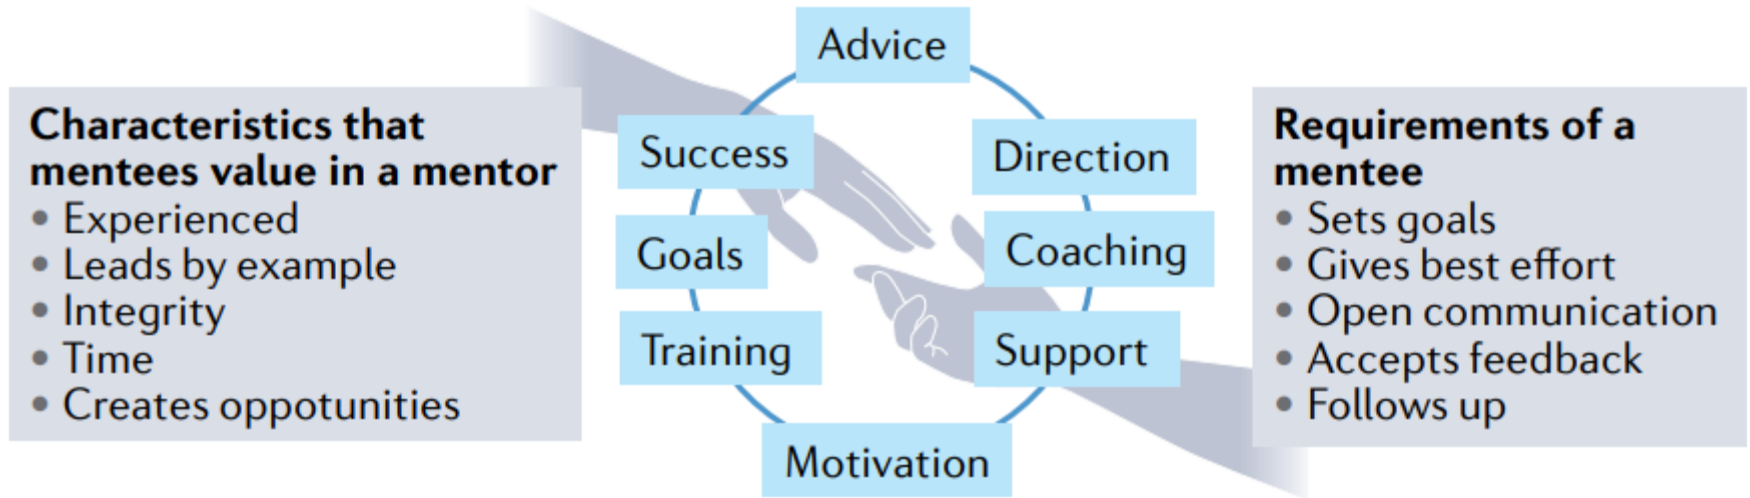 Characteristics that
mentees value in a mentor
• Experienced
• Leads by example
• Integrity
• Time
• Creates oppotunities
Advice
Success
Direction
Goals
Coaching
Training
Support
Motivation
Requirements of a
mentee
• Sets goals
• Gives best effort
• Open communication
• Accepts feedback
• Follows up